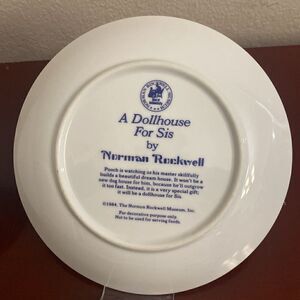 A Dollhouse
For Sis
by
Norman Rockwell
Pooch is watching as his master skillfully
builds a beautiful dream house. It won't be a
new dog house for him, because he'll outgrow
it too fast. Instead, it is a very special gift;
it will be a dollhouse for Sis.
©1984, The Norman Rockwell Museum, Inc.
For decorative purpose only.
Not to be used for serving foods.